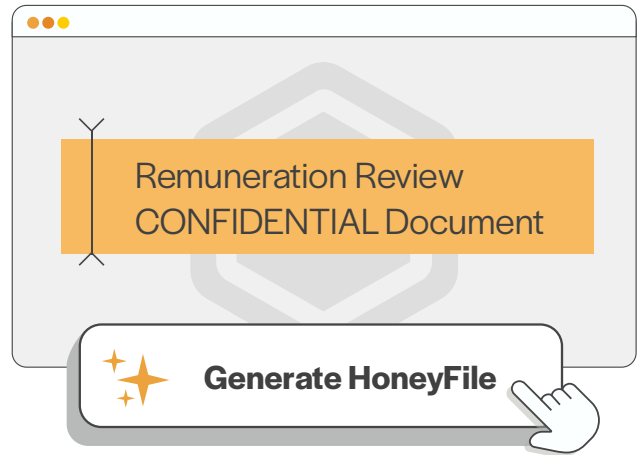 Remuneration Review
CONFIDENTIAL Document
Generate HoneyFile